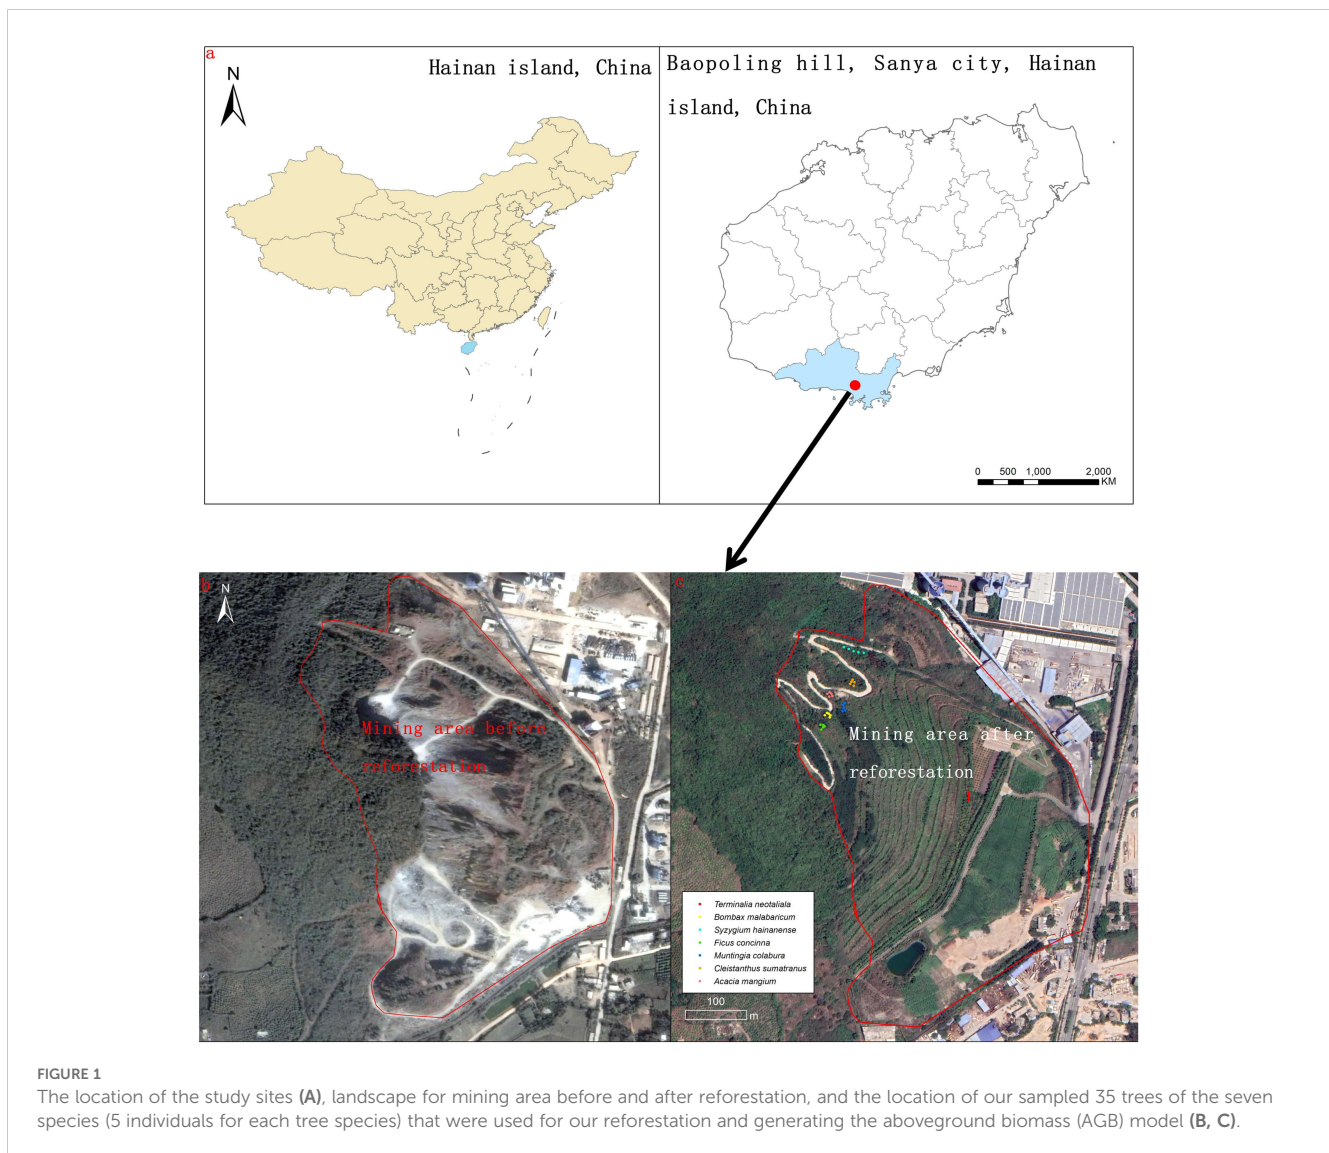 a
N
Hainan island, China
Baopoling hill, Sanya city, Hainan
island, China
0 500 1,000 2,000
KM
b
N
Mining area before
reforestation
c
Mining area after
reforestation
Terminalia neotaliala
Bombax malabaricum
Syzygium hainanense
Ficus concinna
Muntingia colabura
Cleistanthus sumatranus
Acacia mangium
100
m
FIGURE 1
The location of the study sites (A), landscape for mining area before and after reforestation, and the location of our sampled 35 trees of the seven
species (5 individuals for each tree species) that were used for our reforestation and generating the aboveground biomass (AGB) model (B, C).